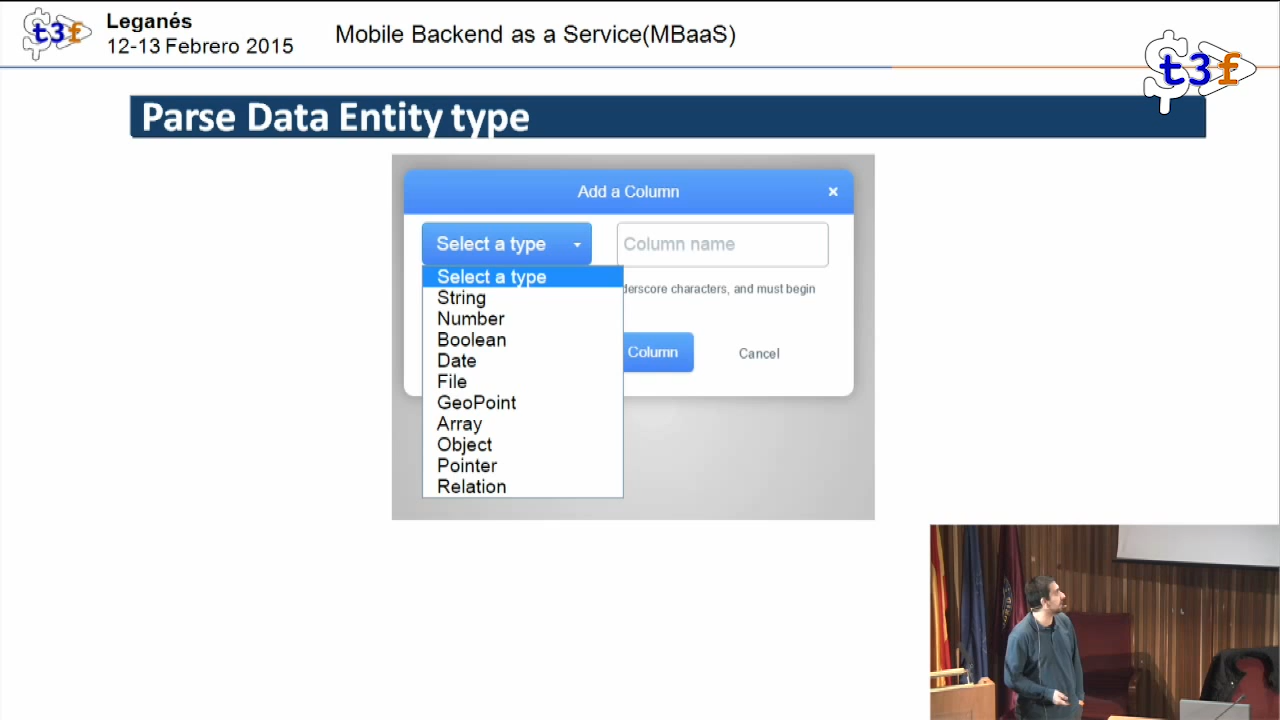 t3f
Leganés
12-13 Febrero 2015
Mobile Backend as a Service(MBaaS)
t3f
Parse Data Entity type
Add a Column ×
Select a type
Column name
Select a type
String
Number
Boolean
Date
File
GeoPoint
Array
Object
Pointer
Relation
derscore characters, and must begin
Column
Cancel